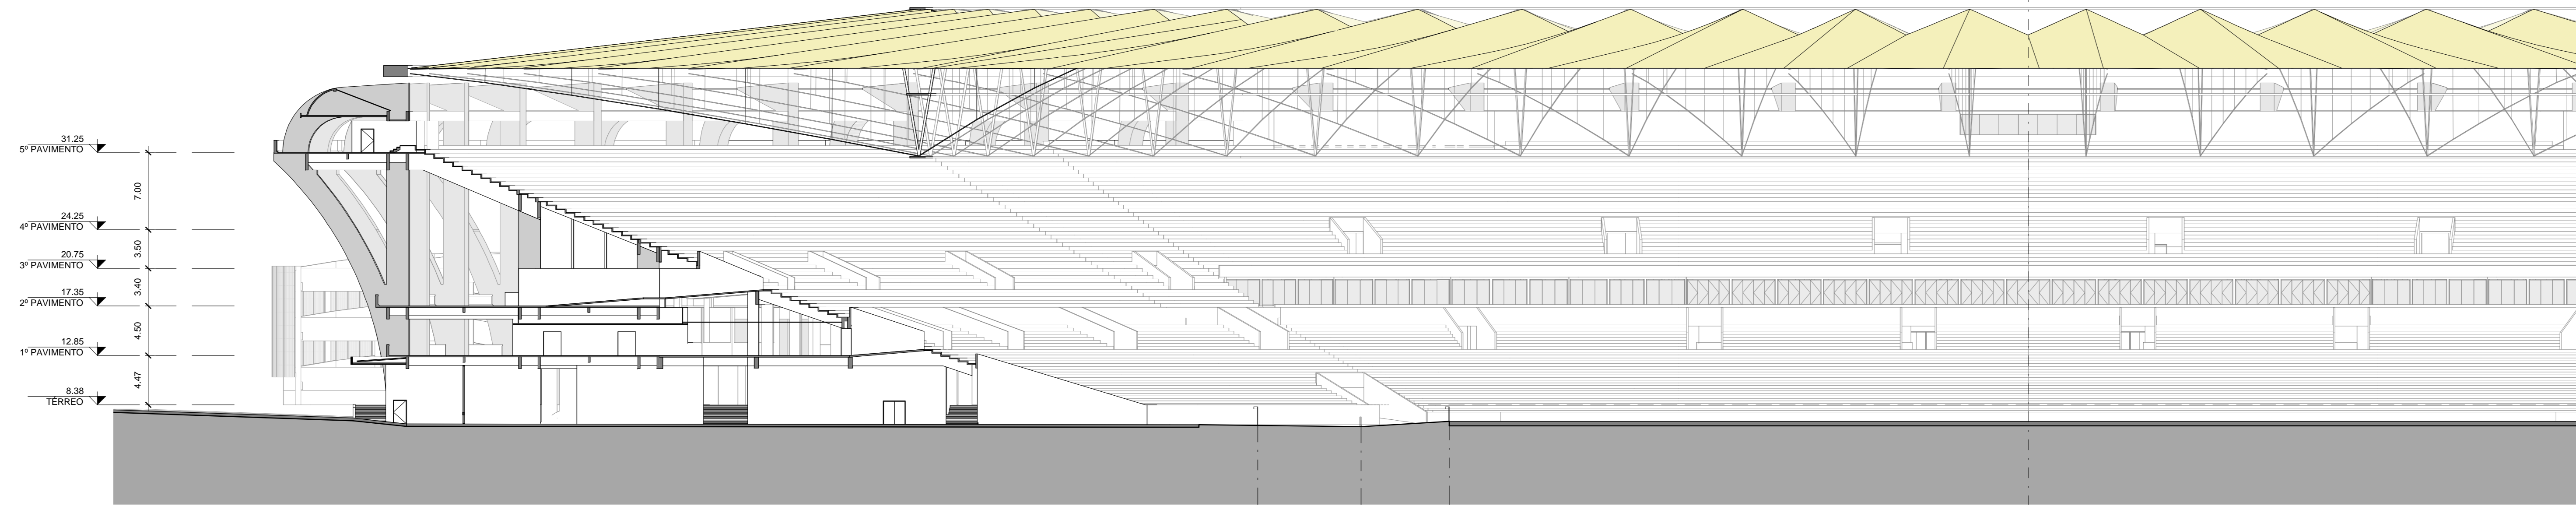 31.25
5º PAVIMENTO
7.00
24.25
4º PAVIMENTO
3.50
20.75
3º PAVIMENTO
3.40
17.35
2º PAVIMENTO
4.50
12.85
1º PAVIMENTO
4.47
8.38
TÉRREO